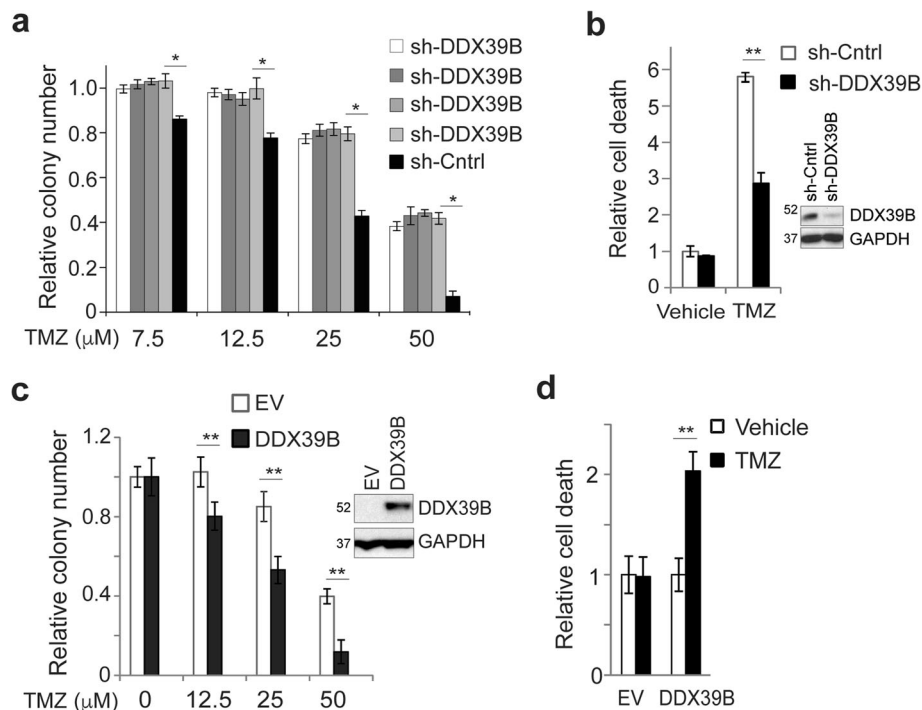 a
sh-DDX39B
sh-DDX39B
sh-DDX39B
sh-DDX39B
sh-Cntrl
Relative colony number
1.0
0.8
0.6
0.4
0.2
0
*
*
*
*
TMZ (μM) 7.5 12.5 25 50
b
sh-Cntrl
sh-DDX39B
Relative cell death
6
5
4
3
2
1
0
**
Vehicle TMZ
sh-Cntrl
sh-DDX39B
52 DDX39B
37 GAPDH
c
EV
DDX39B
Relative colony number
1.2
0.8
0.4
0
**
**
**
EV
DDX39B
52 DDX39B
37 GAPDH
TMZ (μM) 0 12.5 25 50
d
Vehicle
TMZ
Relative cell death
2
1
0
**
EV DDX39B